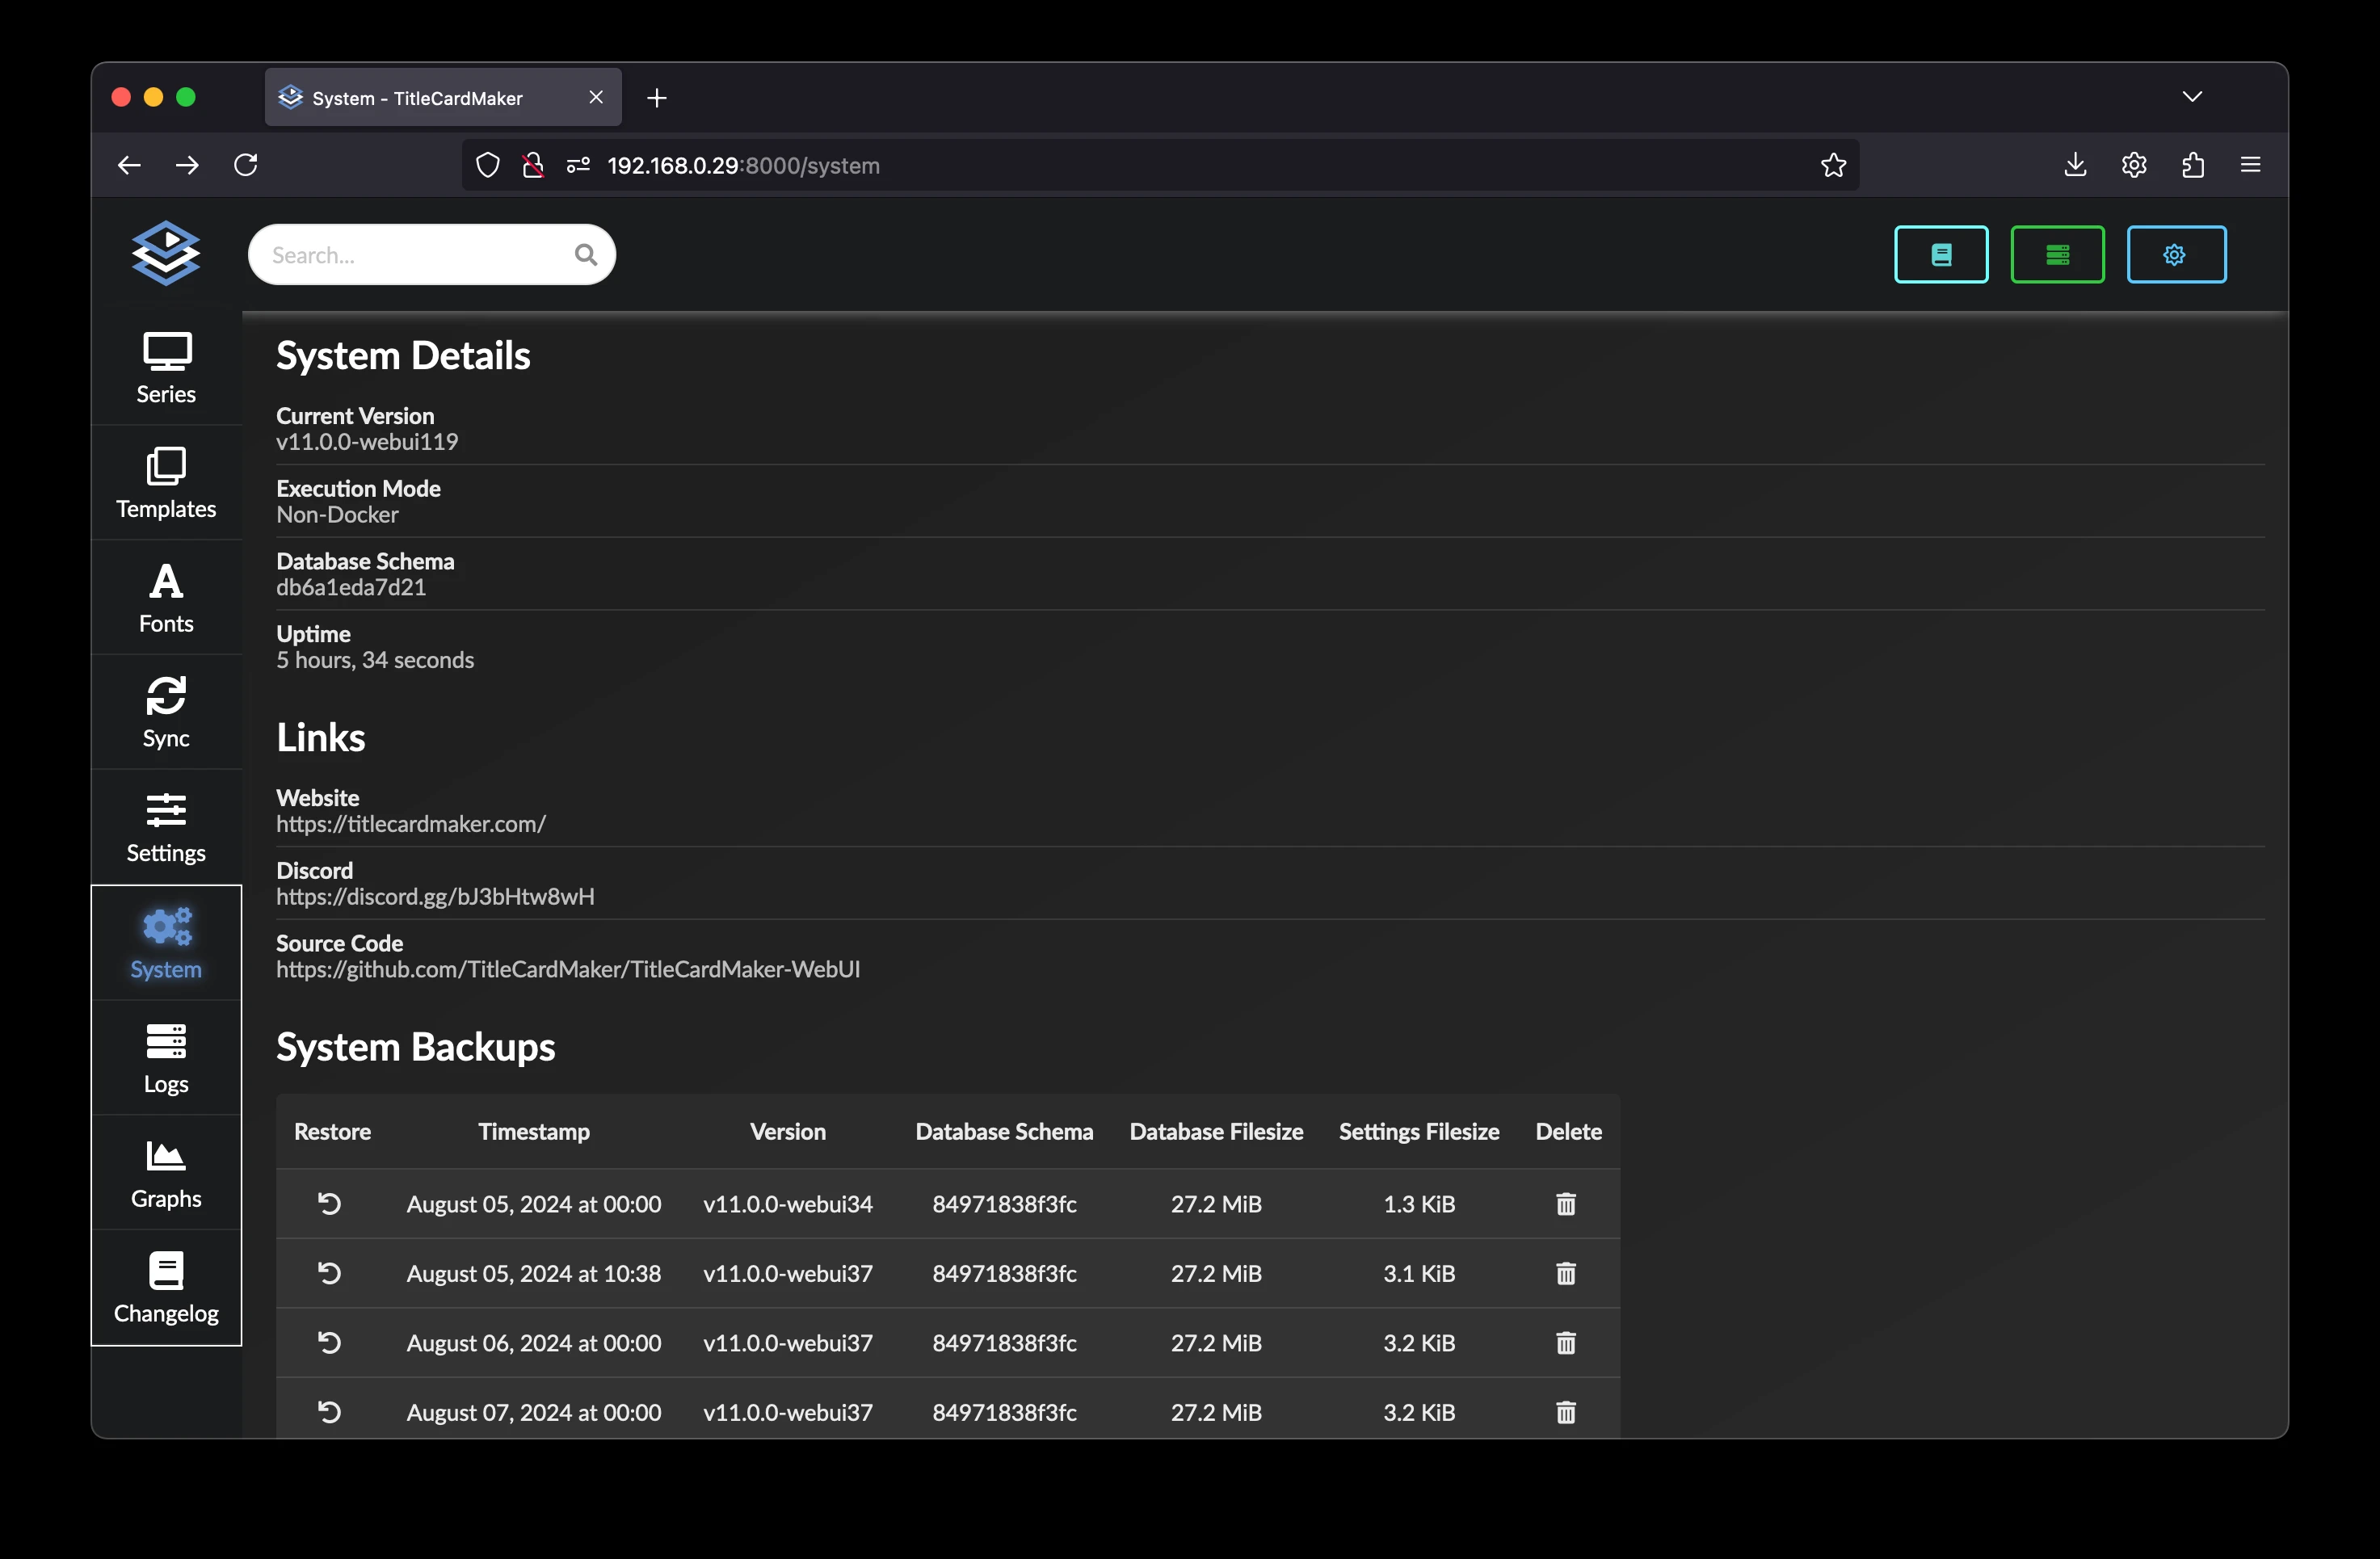 System - TitleCardMaker
192.168.0.29:8000/system
Search...
Series
Templates
Fonts
Sync
Settings
System
Logs
Graphs
Changelog
System Details
Current Version
v11.0.0-webui119
Execution Mode
Non-Docker
Database Schema
db6a1eda7d21
Uptime
5 hours, 34 seconds
Links
Website
https://titlecardmaker.com/
Discord
https://discord.gg/bJ3bHtw8wH
Source Code
https://github.com/TitleCardMaker/TitleCardMaker-WebUI
System Backups
Restore Timestamp Version Database Schema Database Filesize Settings Filesize Delete
August 05, 2024 at 00:00 v11.0.0-webui34 84971838f3fc 27.2 MiB 1.3 KiB
August 05, 2024 at 10:38 v11.0.0-webui37 84971838f3fc 27.2 MiB 3.1 KiB
August 06, 2024 at 00:00 v11.0.0-webui37 84971838f3fc 27.2 MiB 3.2 KiB
August 07, 2024 at 00:00 v11.0.0-webui37 84971838f3fc 27.2 MiB 3.2 KiB